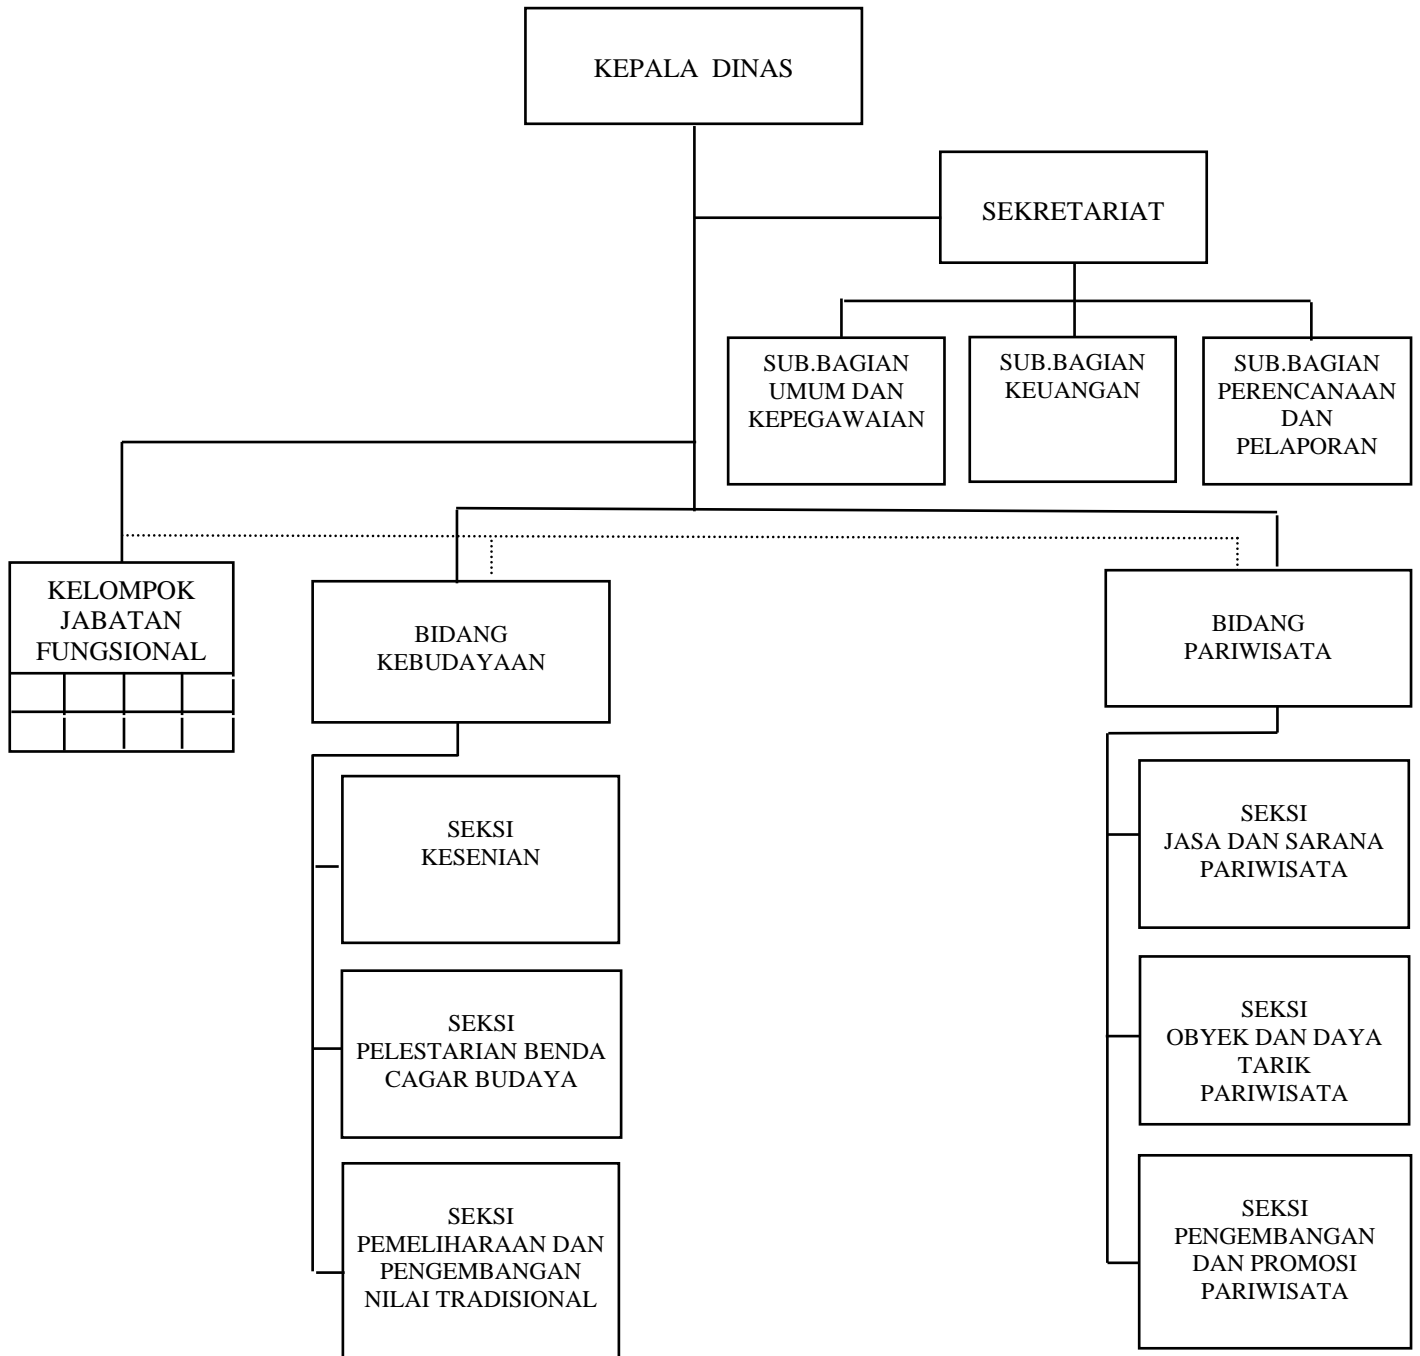 KEPALA  DINAS
SEKRETARIAT
SUB.BAGIAN
UMUM DAN
KEPEGAWAIAN
SUB.BAGIAN
KEUANGAN
SUB.BAGIAN
PERENCANAAN
DAN
PELAPORAN
KELOMPOK
JABATAN
FUNGSIONAL
BIDANG
KEBUDAYAAN
BIDANG
PARIWISATA
SEKSI
KESENIAN
SEKSI
PELESTARIAN BENDA
CAGAR BUDAYA
SEKSI
PEMELIHARAAN DAN
PENGEMBANGAN
NILAI TRADISIONAL
SEKSI
JASA DAN SARANA
PARIWISATA
SEKSI
OBYEK DAN DAYA
TARIK
PARIWISATA
SEKSI
PENGEMBANGAN
DAN PROMOSI
PARIWISATA